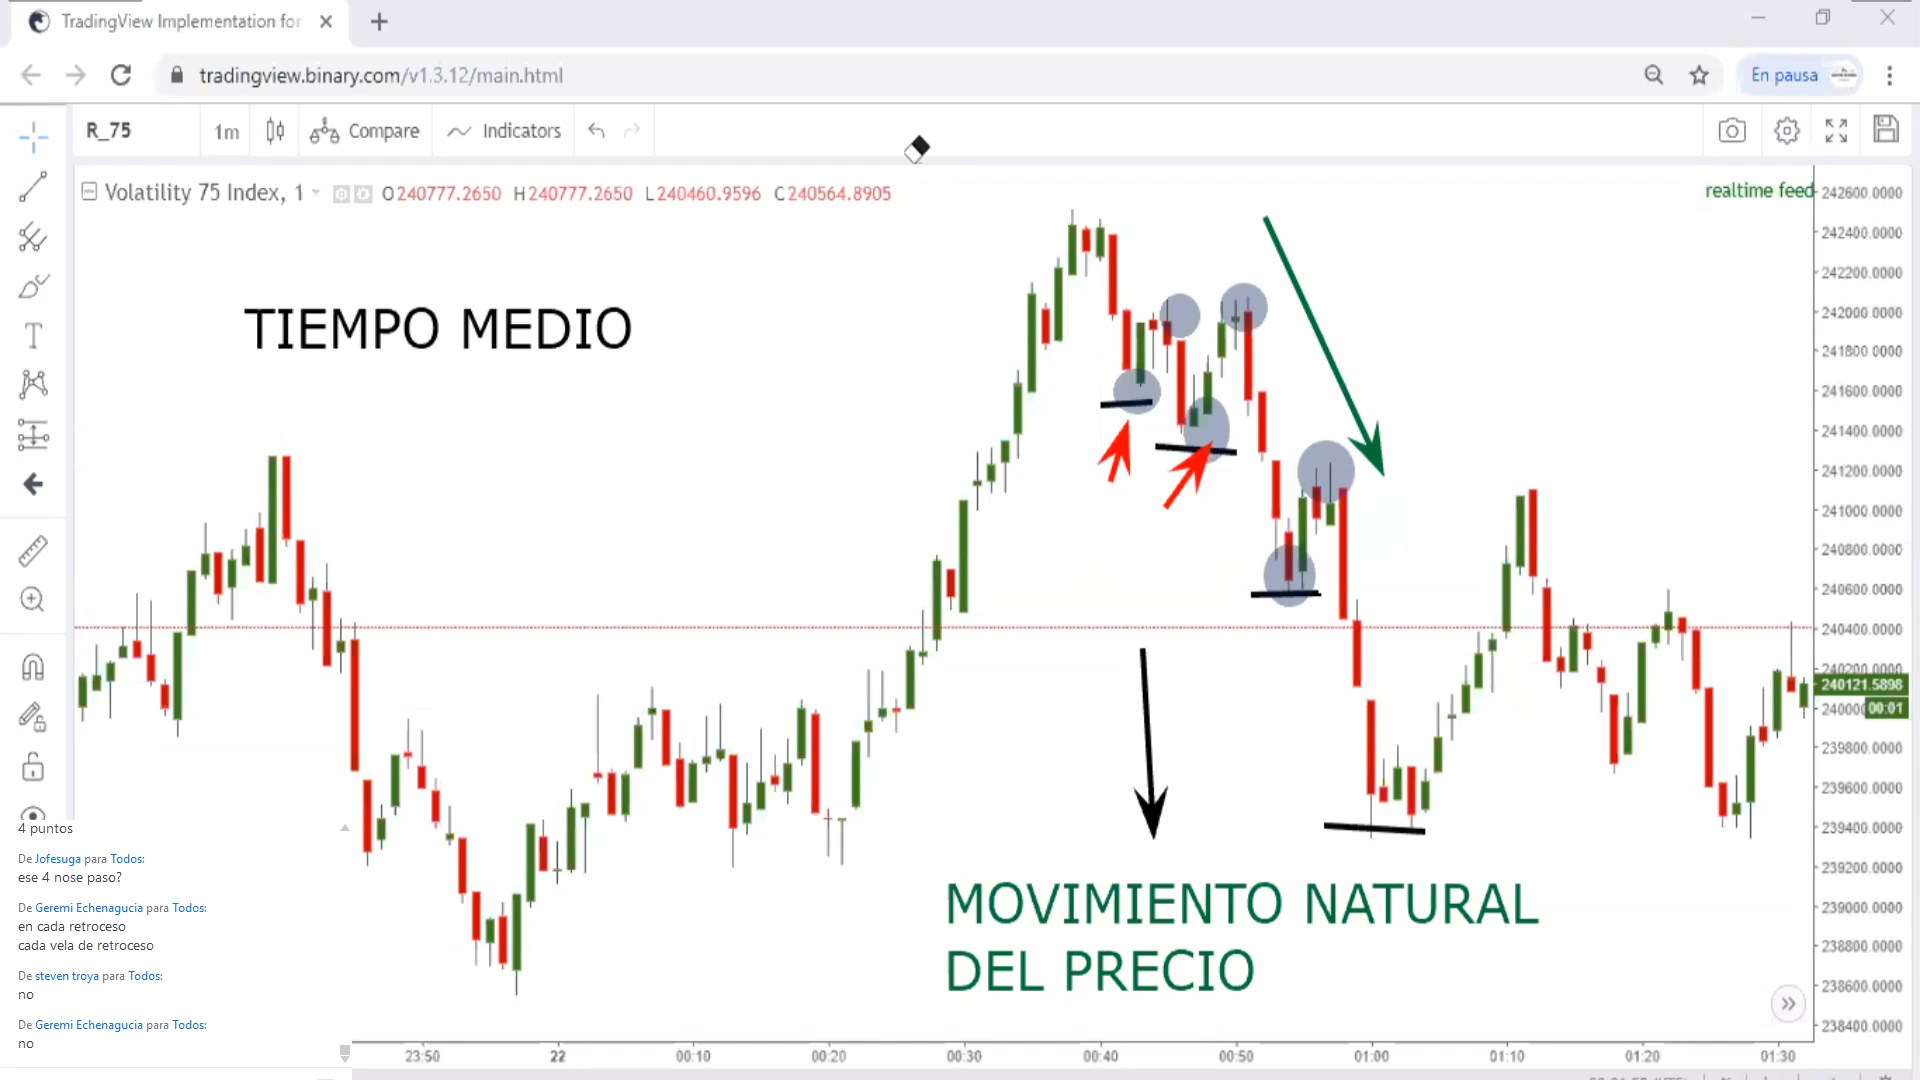 TradingView Implementation for
tradingview.binary.com/v1.3.12/main.html
En pausa
R_75
1m
Compare
Indicators
Volatility 75 Index, 1
O240777.2650 H240777.2650 L240460.9596 C240564.8905
realtime feed
TIEMPO MEDIO
MOVIMIENTO NATURAL
DEL PRECIO
242600.0000
242400.0000
242200.0000
242000.0000
241800.0000
241600.0000
241400.0000
241200.0000
241000.0000
240800.0000
240600.0000
240400.0000
240200.0000
240121.5898
24000
00:01
239800.0000
239600.0000
239400.0000
239200.0000
239000.0000
238800.0000
238600.0000
238400.0000
4 puntos
De Jofesuga para Todos:
ese 4 nose paso?
De Geremi Echenagucia para Todos:
en cada retroceso
cada vela de retroceso
De steven troya para Todos:
no
De Geremi Echenagucia para Todos:
no
23:50
22
00:10
00:20
00:30
00:40
00:50
01:00
01:10
01:20
01:30